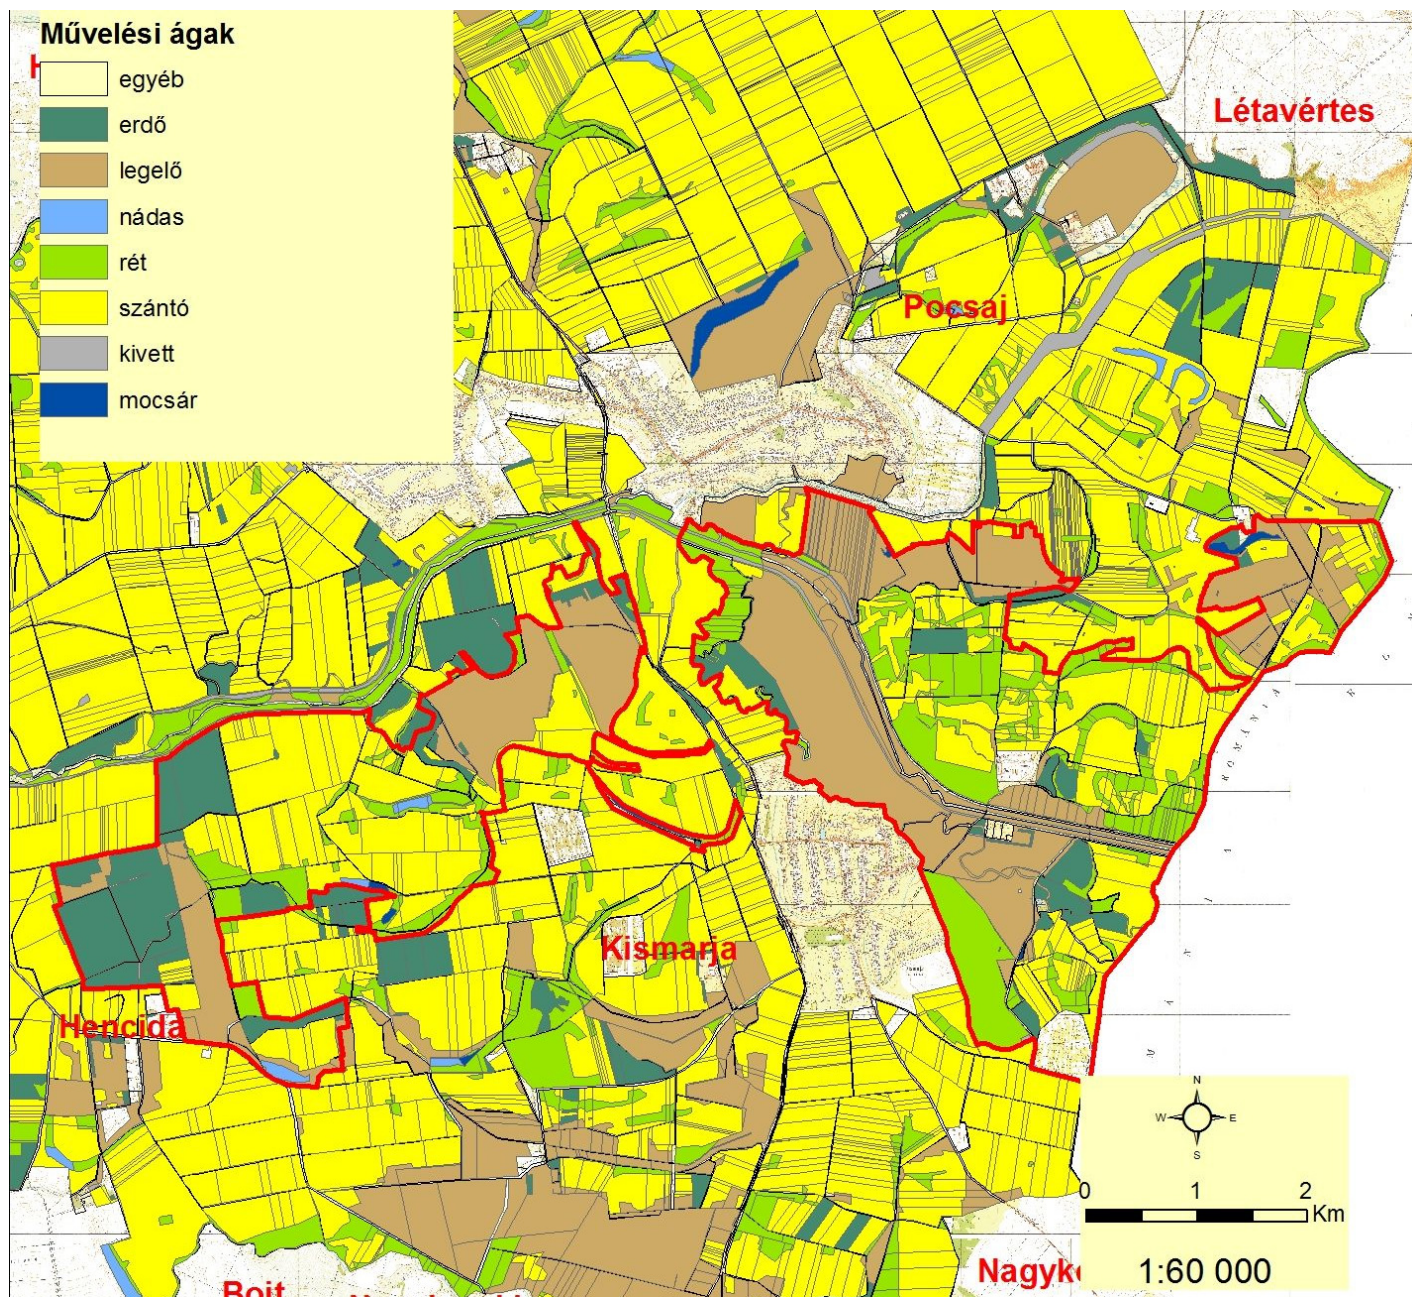 Művelési ágak
egyéb
erdő
legelő
nádas
rét
szántó
kivett
mocsár
Létavértes
Pocsaj
Kismarja
Hencida
ROMÁNIA
N
W E
S
0 1 2
Km
1:60 000